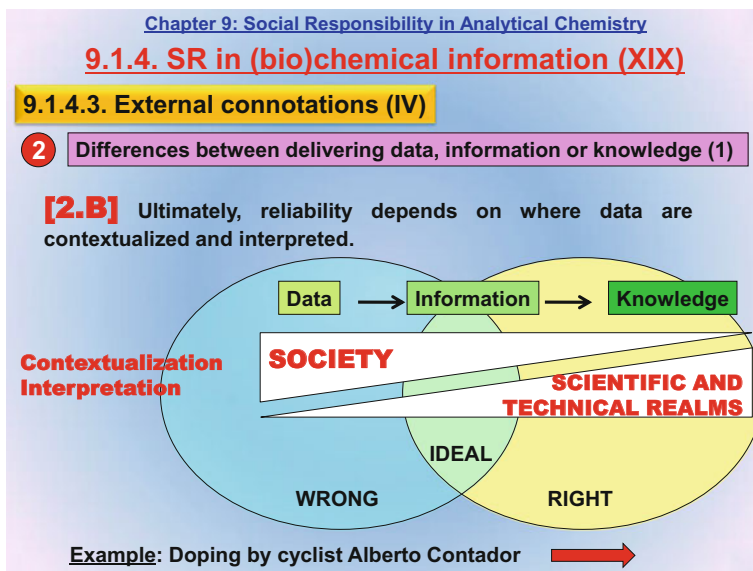 Chapter 9: Social Responsibility in Analytical Chemistry
9.1.4. SR in (bio)chemical information (XIX)
9.1.4.3. External connotations (IV)
2 Differences between delivering data, information or knowledge (1)
[2.B] Ultimately, reliability depends on where data are
contextualized and interpreted.
Data Information Knowledge
SOCIETY
Contextualization
Interpretation
SCIENTIFIC AND
TECHNICAL REALMS
IDEAL
WRONG RIGHT
Example: Doping by cyclist Alberto Contador